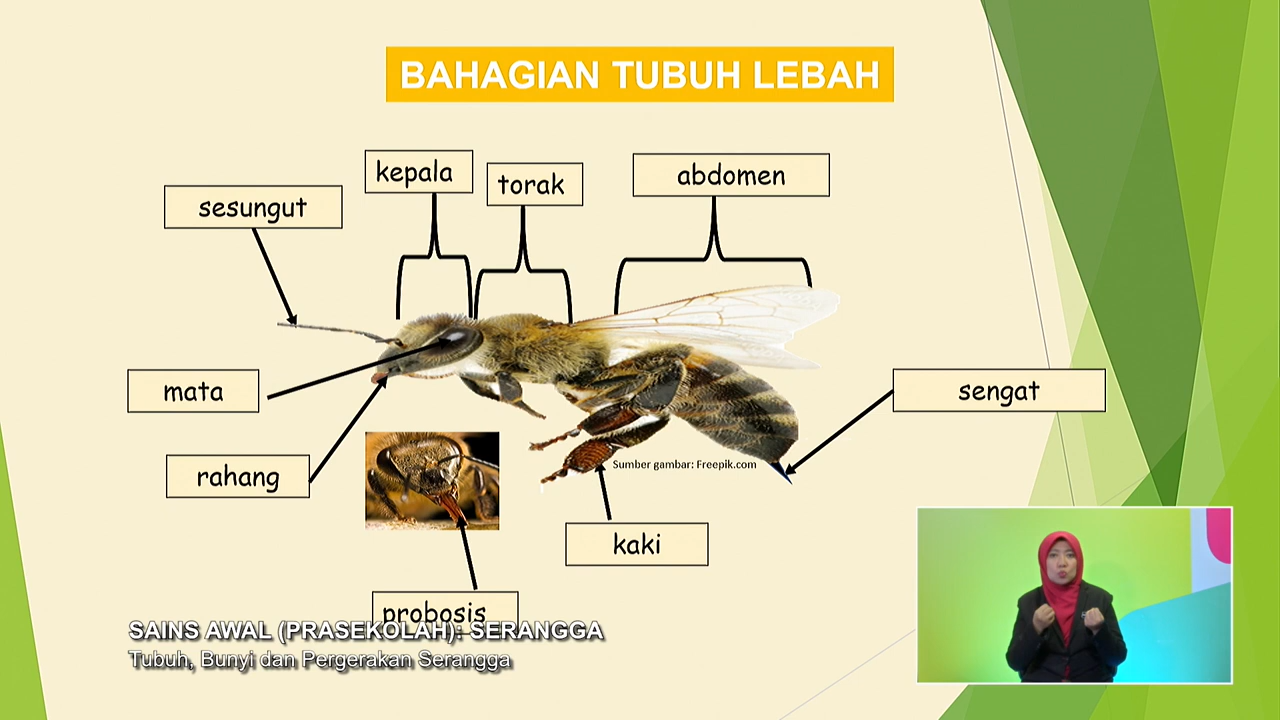 BAHAGIAN TUBUH LEBAH
kepala
torak
abdomen
sesungut
mata
sengat
rahang
Sumber gambar: Freepik.com
kaki
probosis
SAINS AWAL (PRASEKOLAH): SERANGGA
Tubuh, Bunyi dan Pergerakan Serangga